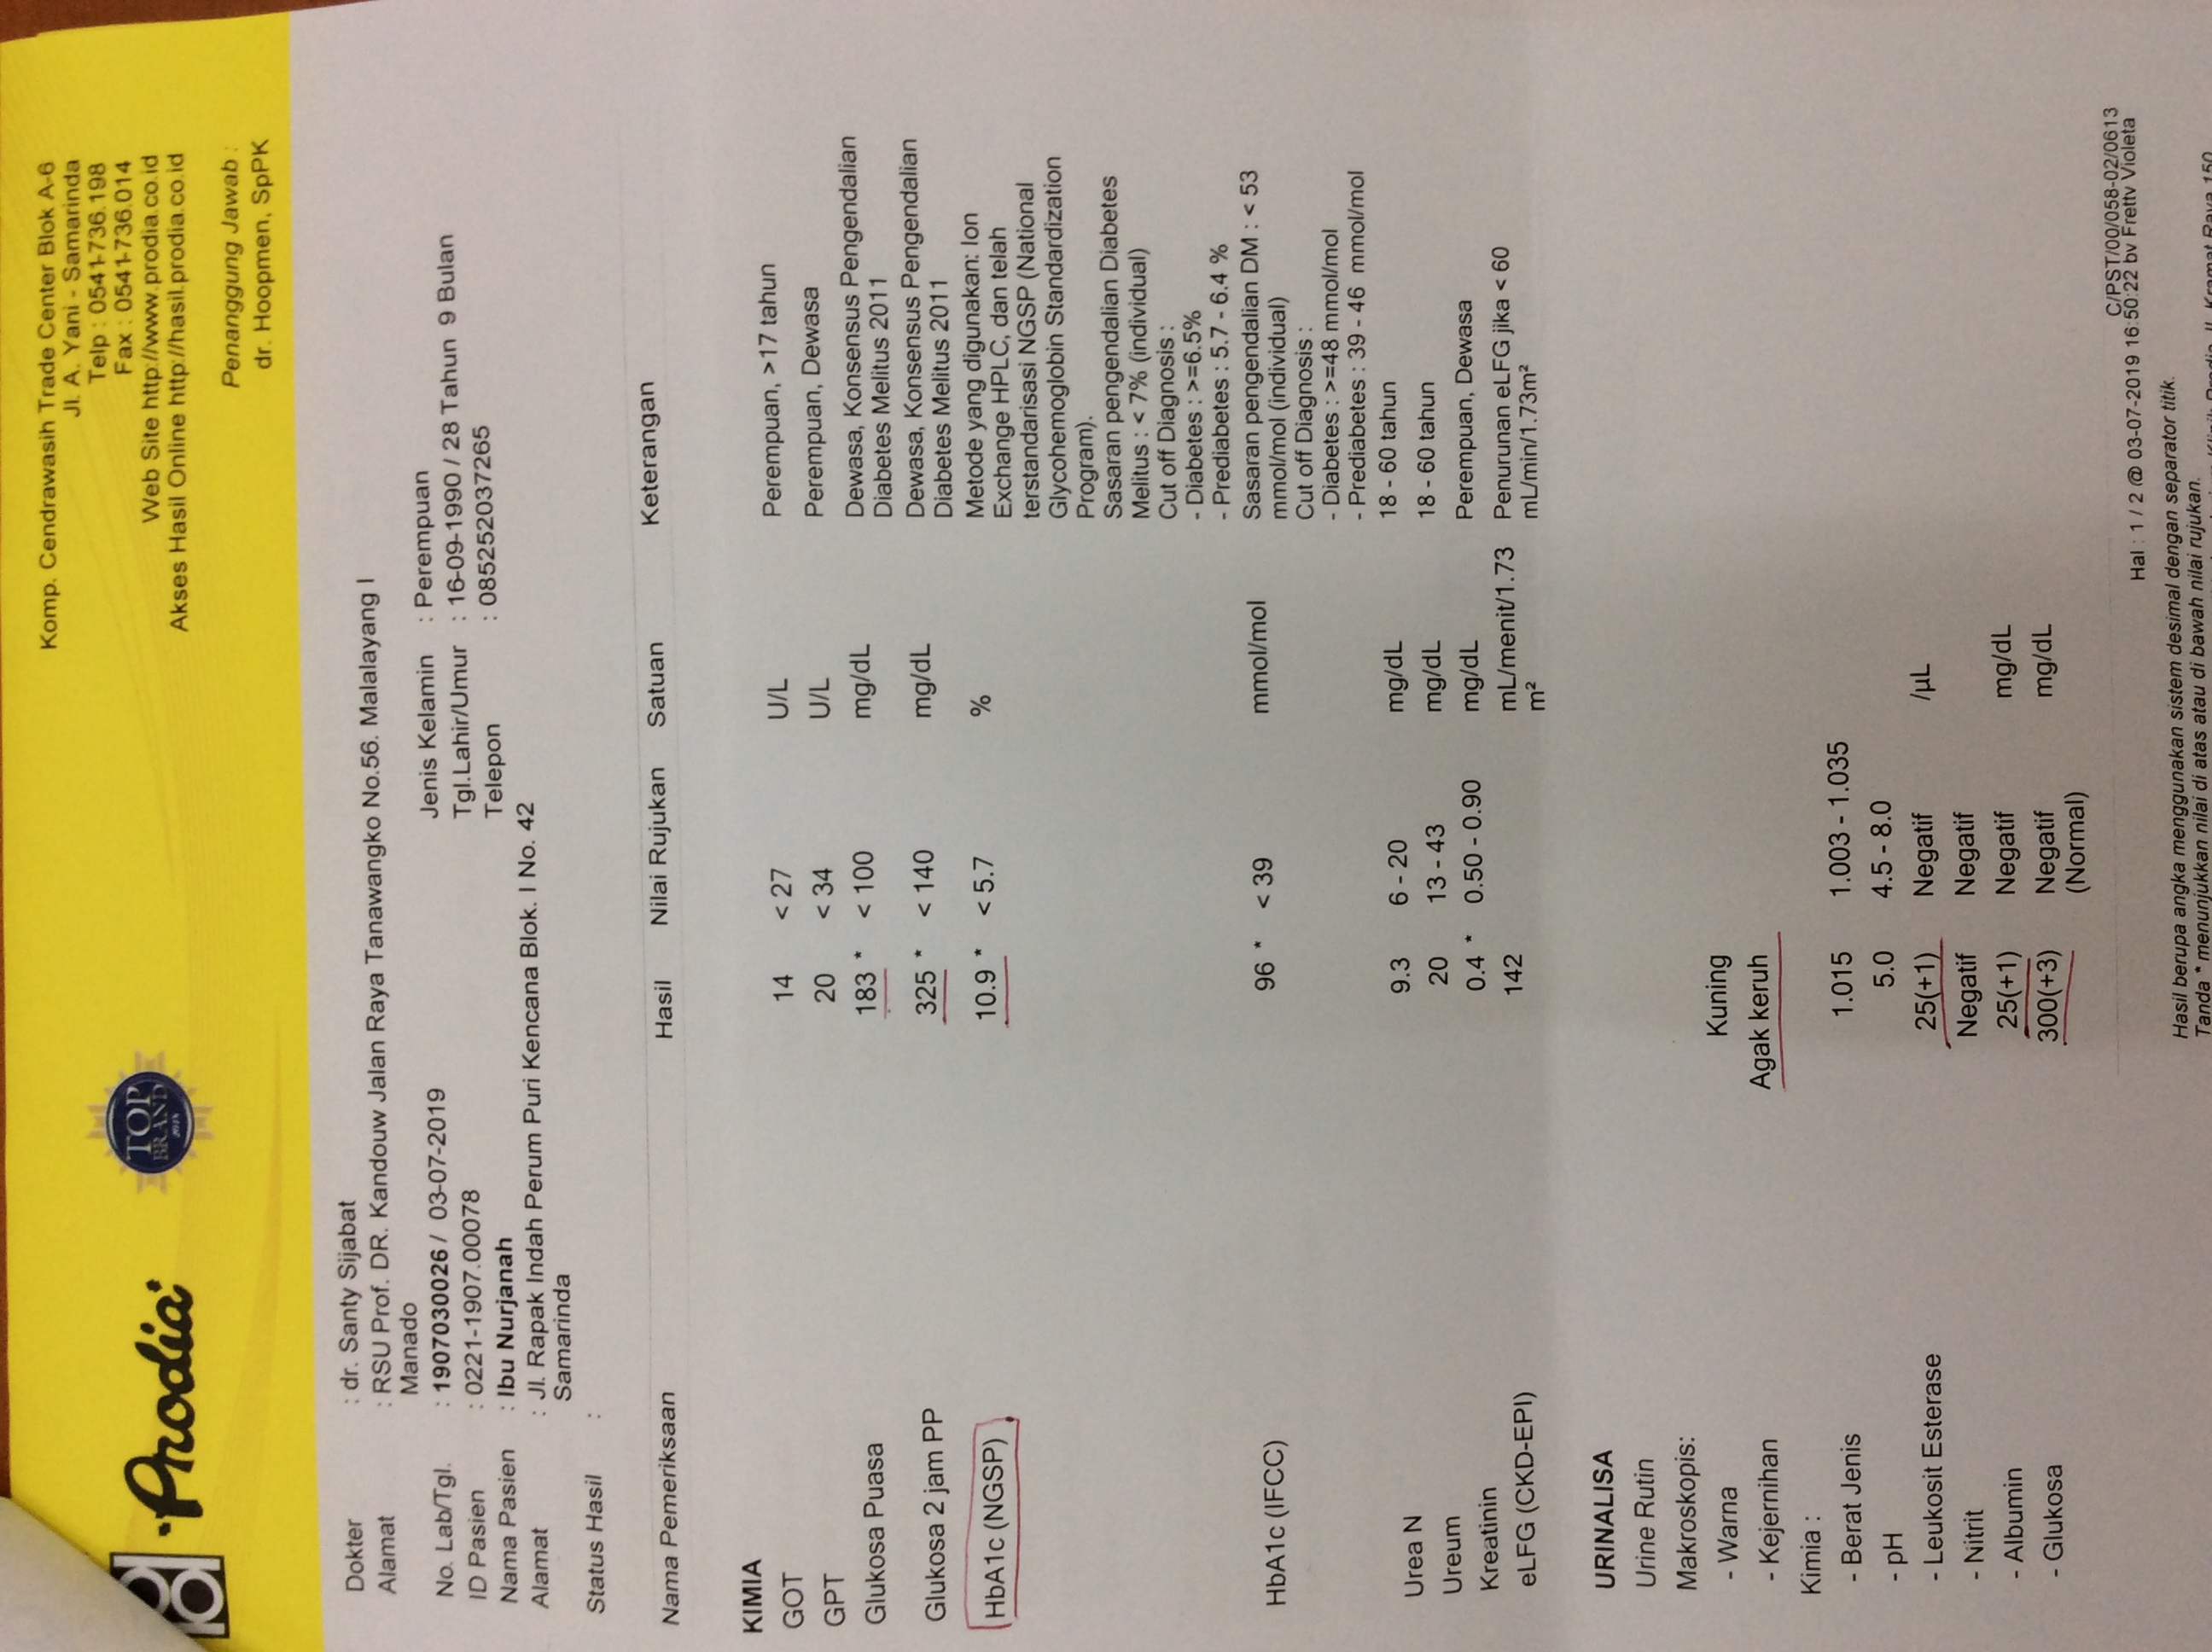 Prodia
TOP
BRAND
Komp. Cendrawasih Trade Center Blok A-6
Jl. A. Yani - Samarinda
Telp : 0541-736.198
Fax : 0541-736.014
Web Site http://www.prodia.co.id
Akses Hasil Online http://hasil.prodia.co.id
Penanggung Jawab :
dr. Hoopmen, SpPK
Dokter : dr. Santy Sijabat
Alamat : RSU Prof. DR. Kandouw Jalan Raya Tanawangko No.56. Malalayang I
Manado
No. Lab/Tgl. : 1907030026 / 03-07-2019 Jenis Kelamin : Perempuan
ID Pasien : 0221-1907.00078 Tgl.Lahir/Umur : 16-09-1990 / 28 Tahun 9 Bulan
Nama Pasien : Ibu Nurjanah Telepon : 085252037265
Alamat : Jl. Rapak Indah Perum Puri Kencana Blok. I No. 42
Samarinda
Status Hasil :
Nama Pemeriksaan Hasil Nilai Rujukan Satuan Keterangan
KIMIA
GOT 14 < 27 U/L Perempuan, >17 tahun
GPT 20 < 34 U/L Perempuan, Dewasa
Glukosa Puasa 183 * < 100 mg/dL Dewasa, Konsensus Pengendalian
Diabetes Melitus 2011
Glukosa 2 jam PP 325 * < 140 mg/dL Dewasa, Konsensus Pengendalian
Diabetes Melitus 2011
HbA1c (NGSP) 10.9 * < 5.7 % Metode yang digunakan: Ion
Exchange HPLC, dan telah
terstandarisasi NGSP (National
Glycohemoglobin Standardization
Program).
Sasaran pengendalian Diabetes
Melitus : < 7% (individual)
Cut off Diagnosis :
- Diabetes : >=6.5%
- Prediabetes : 5.7 - 6.4 %
HbA1c (IFCC) 96 * < 39 mmol/mol Sasaran pengendalian DM : < 53
mmol/mol (individual)
Cut off Diagnosis :
- Diabetes : >=48 mmol/mol
- Prediabetes : 39 - 46 mmol/mol
Urea N 9.3 6 - 20 mg/dL 18 - 60 tahun
Ureum 20 13 - 43 mg/dL 18 - 60 tahun
Kreatinin 0.4 * 0.50 - 0.90 mg/dL Perempuan, Dewasa
eLFG (CKD-EPI) 142 mL/menit/1.73 Penurunan eLFG jika < 60
m² mL/min/1.73m²
URINALISA
Urine Rutin
Makroskopis:
- Warna Kuning
- Kejernihan Agak keruh
Kimia :
- Berat Jenis 1.015 1.003 - 1.035
- pH 5.0 4.5 - 8.0
- Leukosit Esterase 25(+1) Negatif /µL
- Nitrit Negatif Negatif
- Albumin 25(+1) Negatif mg/dL
- Glukosa 300(+3) Negatif mg/dL
(Normal)
C/PST/00/058-02/0613
Hal : 1 / 2 @ 03-07-2019 16:50:22 by Fretty Violeta
Hasil berupa angka menggunakan sistem desimal dengan separator titik.
Tanda * menunjukkan nilai di atas atau di bawah nilai rujukan.